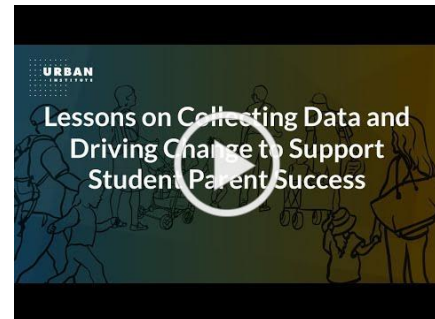 URBAN
INSTITUTE
Lessons on Collecting Data and
Driving Change to Support
Student Parent Success